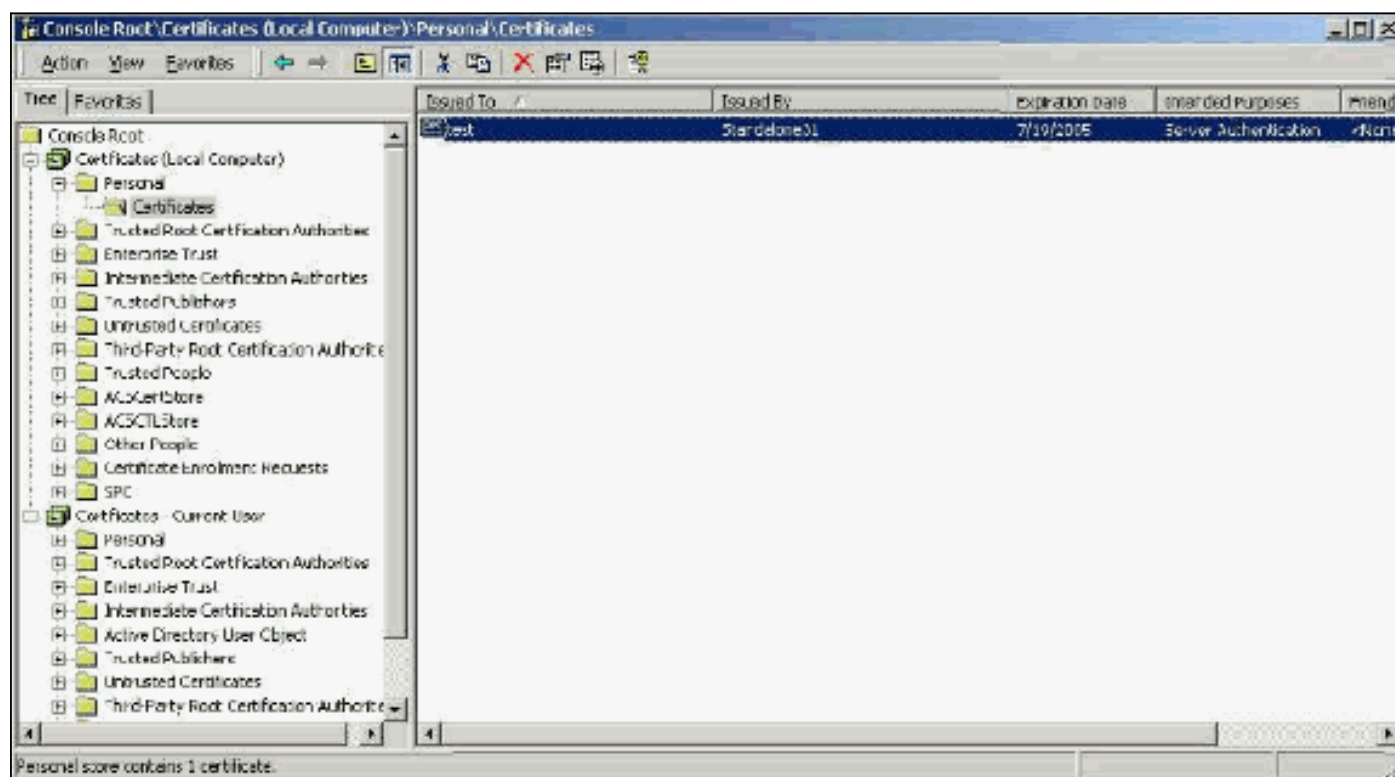 Console Root\Certificates (Local Computer)\Personal\Certificates
Action View Favorites
Tree Favorites
Issued To Issued By Expiration Date Intended Purposes
test Standalone01 7/19/2005 Server Authentication
Console Root
Certificates (Local Computer)
Personal
Certificates
Trusted Root Certification Authorities
Enterprise Trust
Intermediate Certification Authorities
Trusted Publishers
Untrusted Certificates
Third-Party Root Certification Authoritie
Trusted People
ACSCertStore
ACSCTLStore
Other People
Certificate Enrolment Requests
SPC
Certificates - Current User
Personal
Trusted Root Certification Authorities
Enterprise Trust
Intermediate Certification Authorities
Active Directory User Object
Trusted Publishers
Untrusted Certificates
Third-Party Root Certification Authoritie
Personal store contains 1 certificate.